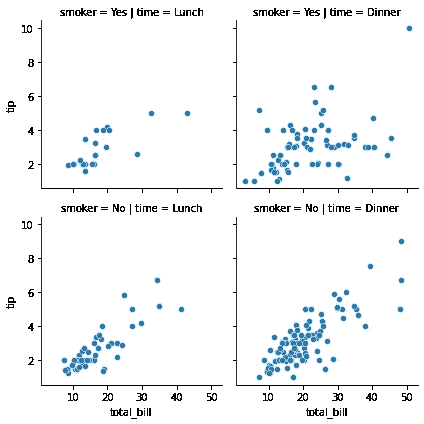 smoker = Yes | time = Lunch
smoker = Yes | time = Dinner
10
8
6
4
2
tip
smoker = No | time = Lunch
smoker = No | time = Dinner
10
8
6
4
2
tip
10 20 30 40 50
10 20 30 40 50
total_bill
total_bill